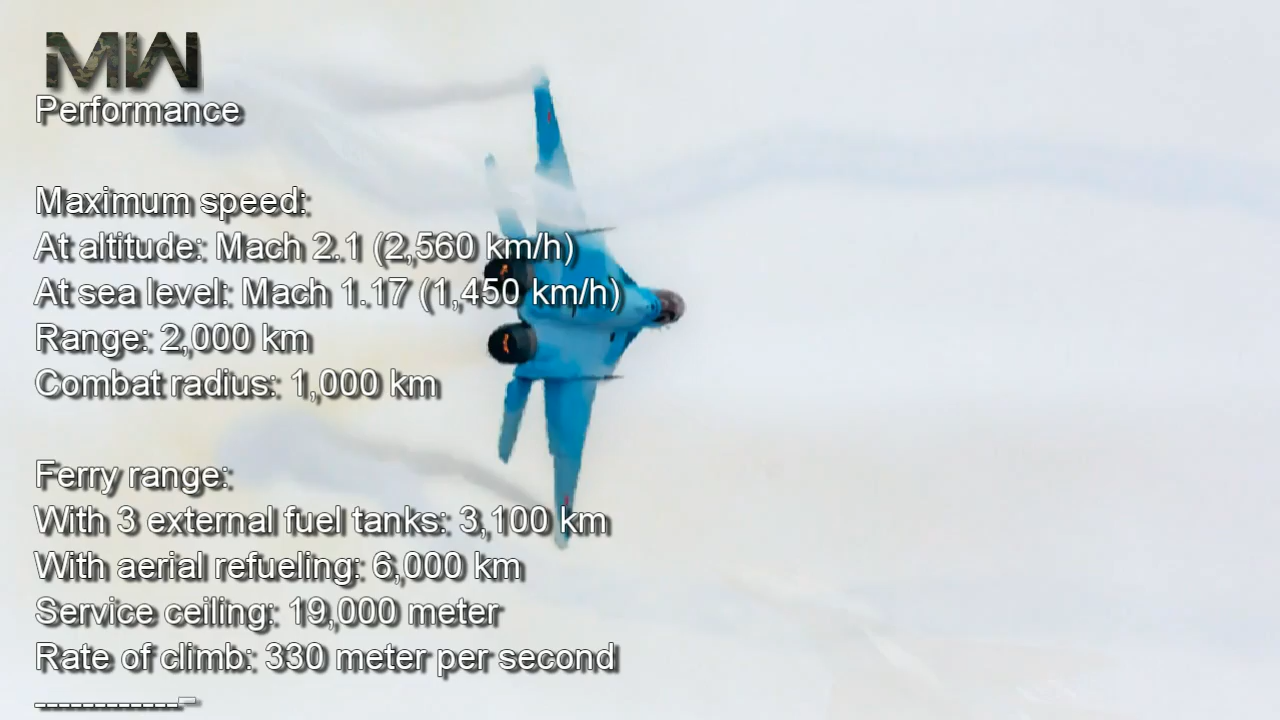 MW
Performance
Maximum speed:
At altitude: Mach 2.1 (2,560 km/h)
At sea level: Mach 1.17 (1,450 km/h)
Range: 2,000 km
Combat radius: 1,000 km
Ferry range:
With 3 external fuel tanks: 3,100 km
With aerial refueling: 6,000 km
Service ceiling: 19,000 meter
Rate of climb: 330 meter per second
-------------–